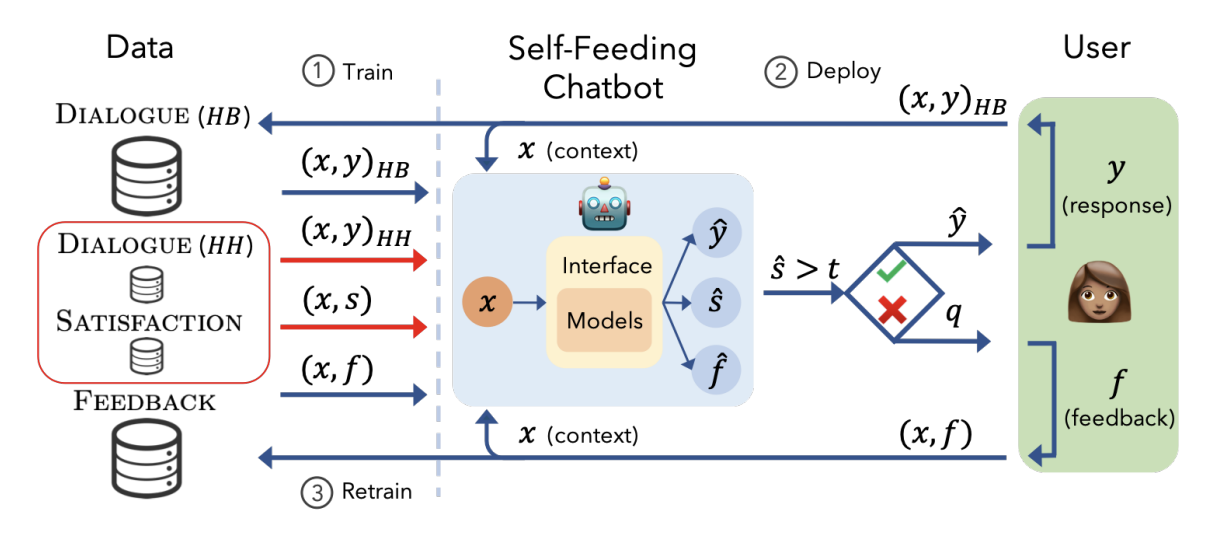 Data
① Train
Self-Feeding
Chatbot
② Deploy
User
DIALOGUE (HB)
(x, y)HB
x (context)
(x, y)HB
y
(response)
DIALOGUE (HH)
(x, y)HH
ŷ
ŷ
Interface
ŝ > t
(x, s)
x
ŝ
SATISFACTION
Models
q
(x, f)
f̂
f
(feedback)
FEEDBACK
x (context)
(x, f)
③ Retrain